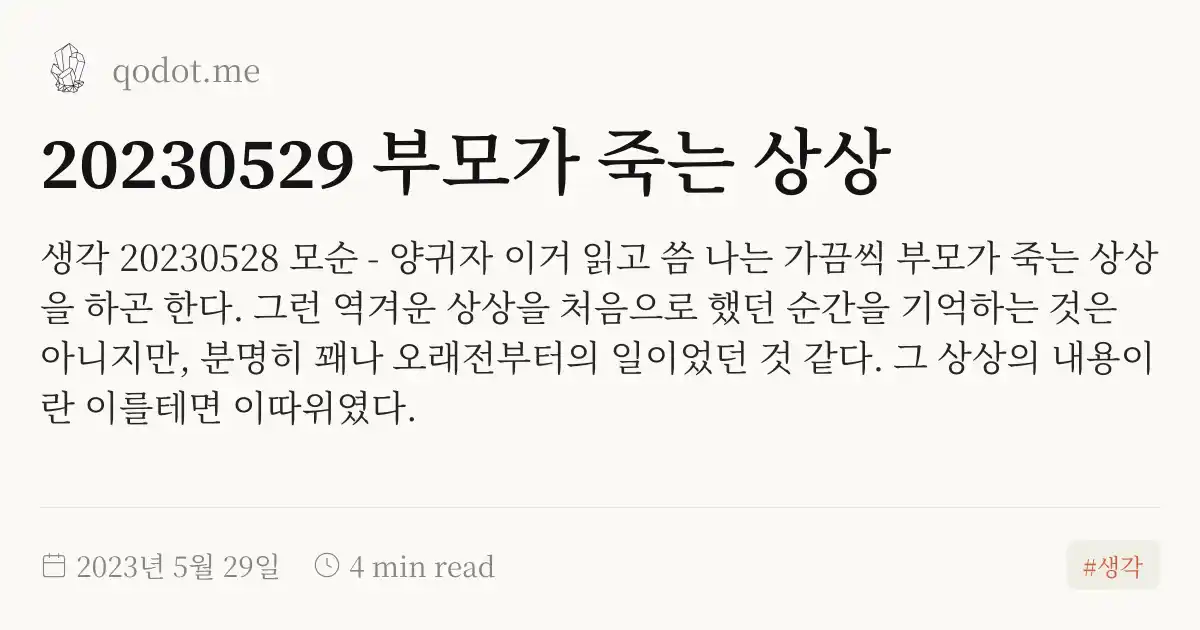 qodot.me
20230529 부모가 죽는 상상
생각 20230528 모순 - 양귀자 이거 읽고 씀 나는 가끔씩 부모가 죽는 상상
을 하곤 한다. 그런 역겨운 상상을 처음으로 했던 순간을 기억하는 것은
아니지만, 분명히 꽤나 오래전부터의 일이었던 것 같다. 그 상상의 내용이
란 이를테면 이따위였다.
2023년 5월 29일 4 min read
#생각